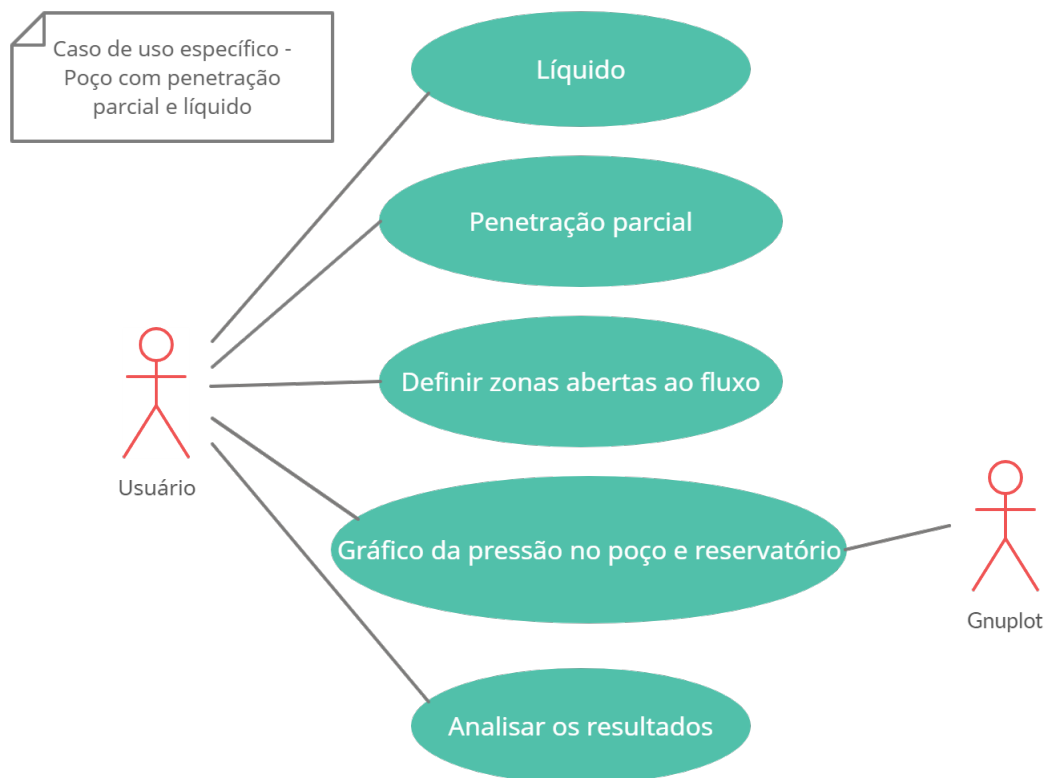 Caso de uso específico -
Poço com penetração
parcial e líquido
Líquido
Penetração parcial
Definir zonas abertas ao fluxo
Usuário
Gráfico da pressão no poço e reservatório
Gnuplot
Analisar os resultados